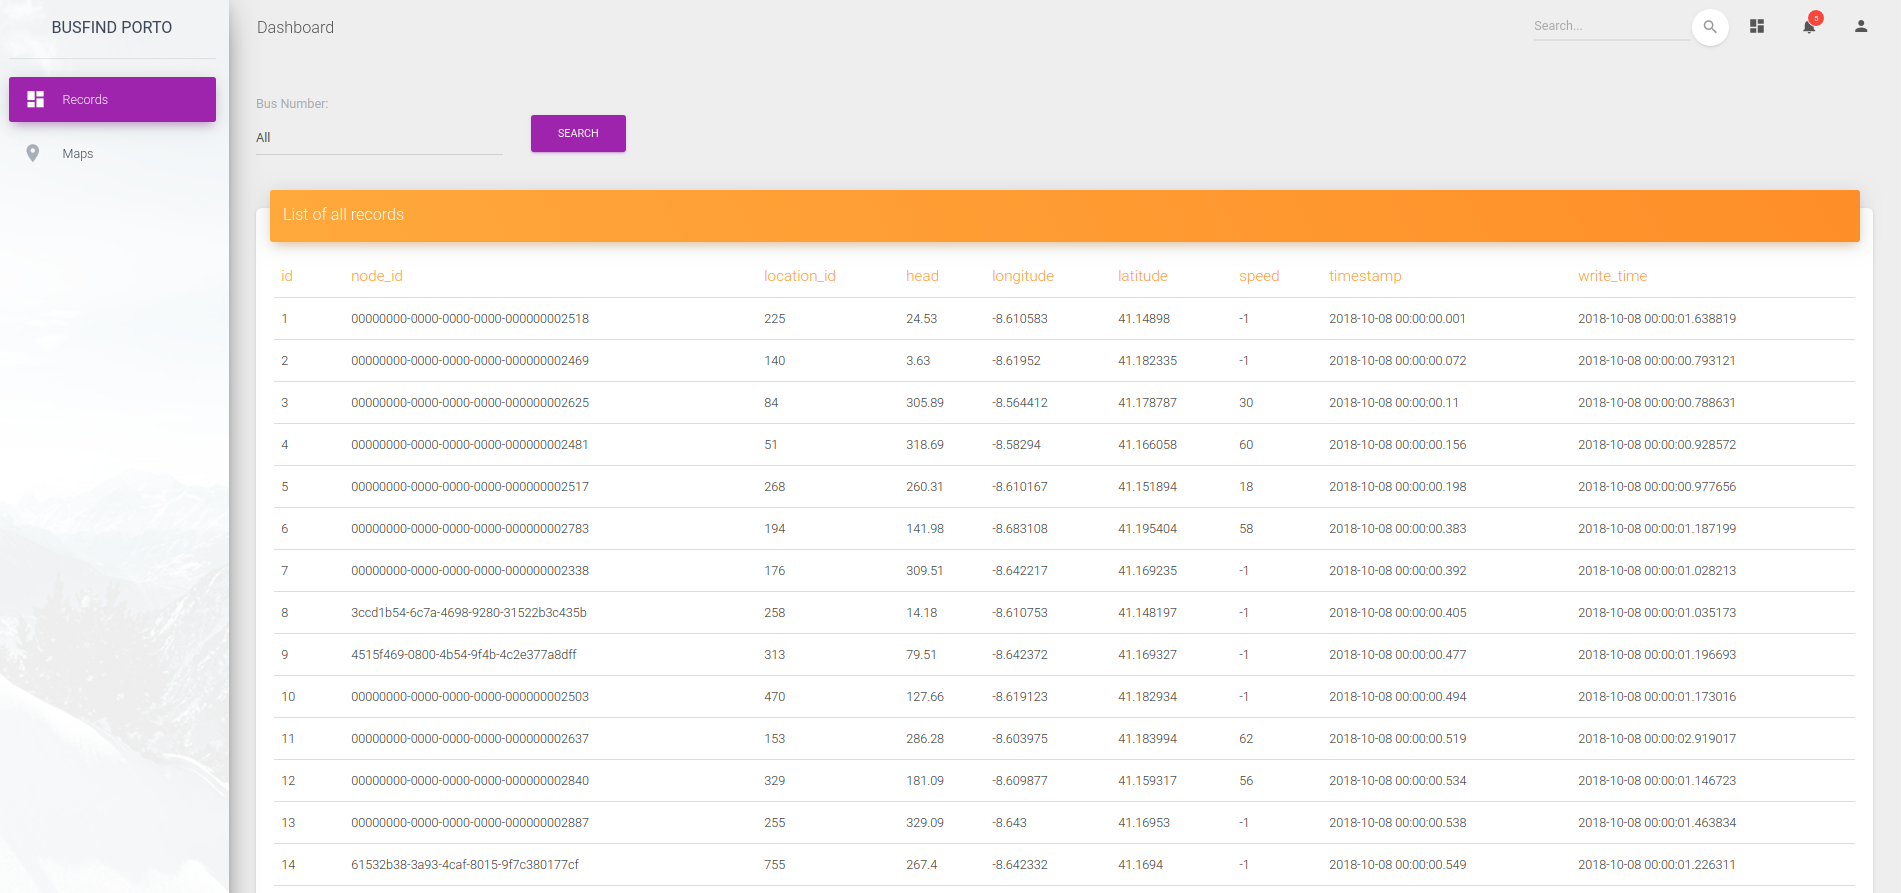 BUSFIND PORTO
Records
Maps
Dashboard
Search...
5
Bus Number:
All
SEARCH
List of all records
id node_id location_id head longitude latitude speed timestamp write_time
1 00000000-0000-0000-0000-000000002518 225 24.53 -8.610583 41.14898 -1 2018-10-08 00:00:00.001 2018-10-08 00:00:01.638819
2 00000000-0000-0000-0000-000000002469 140 3.63 -8.61952 41.182335 -1 2018-10-08 00:00:00.072 2018-10-08 00:00:00.793121
3 00000000-0000-0000-0000-000000002625 84 305.89 -8.564412 41.178787 30 2018-10-08 00:00:00.11 2018-10-08 00:00:00.788631
4 00000000-0000-0000-0000-000000002481 51 318.69 -8.58294 41.166058 60 2018-10-08 00:00:00.156 2018-10-08 00:00:00.928572
5 00000000-0000-0000-0000-000000002517 268 260.31 -8.610167 41.151894 18 2018-10-08 00:00:00.198 2018-10-08 00:00:00.977656
6 00000000-0000-0000-0000-000000002783 194 141.98 -8.683108 41.195404 58 2018-10-08 00:00:00.383 2018-10-08 00:00:01.187199
7 00000000-0000-0000-0000-000000002338 176 309.51 -8.642217 41.169235 -1 2018-10-08 00:00:00.392 2018-10-08 00:00:01.028213
8 3ccd1b54-6c7a-4698-9280-31522b3c435b 258 14.18 -8.610753 41.148197 -1 2018-10-08 00:00:00.405 2018-10-08 00:00:01.035173
9 4515f469-0800-4b54-9f4b-4c2e377a8dff 313 79.51 -8.642372 41.169327 -1 2018-10-08 00:00:00.477 2018-10-08 00:00:01.196693
10 00000000-0000-0000-0000-000000002503 470 127.66 -8.619123 41.182934 -1 2018-10-08 00:00:00.494 2018-10-08 00:00:01.173016
11 00000000-0000-0000-0000-000000002637 153 286.28 -8.603975 41.183994 62 2018-10-08 00:00:00.519 2018-10-08 00:00:02.919017
12 00000000-0000-0000-0000-000000002840 329 181.09 -8.609877 41.159317 56 2018-10-08 00:00:00.534 2018-10-08 00:00:01.146723
13 00000000-0000-0000-0000-000000002887 255 329.09 -8.643 41.16953 -1 2018-10-08 00:00:00.538 2018-10-08 00:00:01.463834
14 61532b38-3a93-4caf-8015-9f7c380177cf 755 267.4 -8.642332 41.1694 -1 2018-10-08 00:00:00.549 2018-10-08 00:00:01.226311